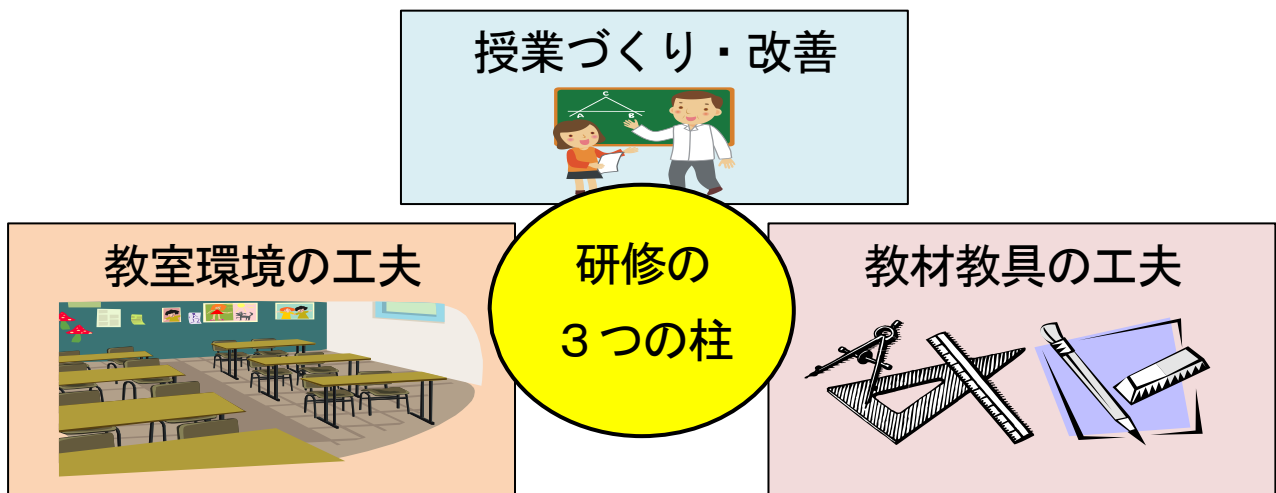 授業づくり・改善
C
A
B
教室環境の工夫
研修の
３つの柱
教材教具の工夫